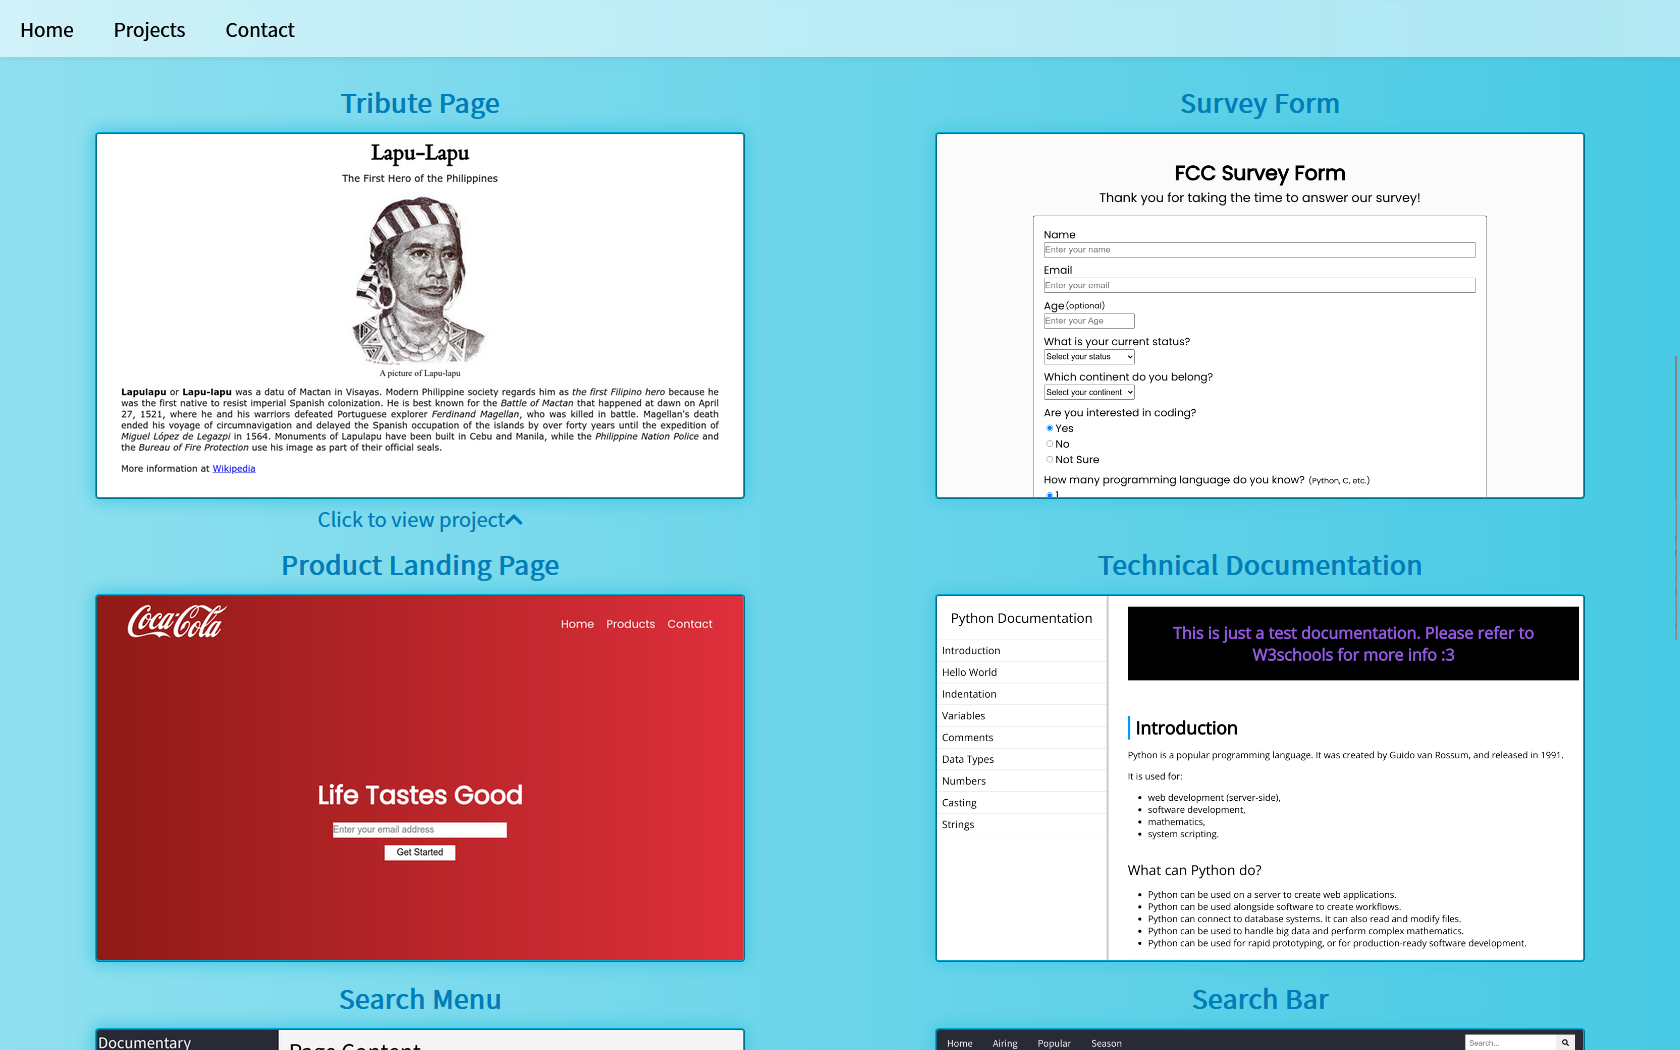 Home Projects Contact
Tribute Page
Lapu-Lapu
The First Hero of the Philippines
A picture of Lapu-lapu
Lapulapu or Lapu-lapu was a datu of Mactan in Visayas. Modern Philippine society regards him as the first Filipino hero because he
was the first native to resist imperial Spanish colonization. He is best known for the Battle of Mactan that happened at dawn on April
27, 1521, where he and his warriors defeated Portuguese explorer Ferdinand Magellan, who was killed in battle. Magellan's death
ended his voyage of circumnavigation and delayed the Spanish occupation of the islands by over forty years until the expedition of
Miguel López de Legazpi in 1564. Monuments of Lapulapu have been built in Cebu and Manila, while the Philippine Nation Police and
the Bureau of Fire Protection use his image as part of their official seals.
More information at Wikipedia
Click to view project
Survey Form
FCC Survey Form
Thank you for taking the time to answer our survey!
Name
Enter your name
Email
Enter your email
Age (optional)
Enter your Age
What is your current status?
Select your status
Which continent do you belong?
Select your continent
Are you interested in coding?
Yes
No
Not Sure
How many programming language do you know? (Python, C, etc.)
1
Product Landing Page
Coca-Cola
Home Products Contact
Life Tastes Good
Enter your email address
Get Started
Technical Documentation
Python Documentation
Introduction
Hello World
Indentation
Variables
Comments
Data Types
Numbers
Casting
Strings
This is just a test documentation. Please refer to
W3schools for more info :3
Introduction
Python is a popular programming language. It was created by Guido van Rossum, and released in 1991.
It is used for:
web development (server-side),
software development,
mathematics,
system scripting.
What can Python do?
Python can be used on a server to create web applications.
Python can be used alongside software to create workflows.
Python can connect to database systems. It can also read and modify files.
Python can be used to handle big data and perform complex mathematics.
Python can be used for rapid prototyping, or for production-ready software development.
Search Menu
Documentary
Page Content
Search Bar
Home Airing Popular Season
Search...